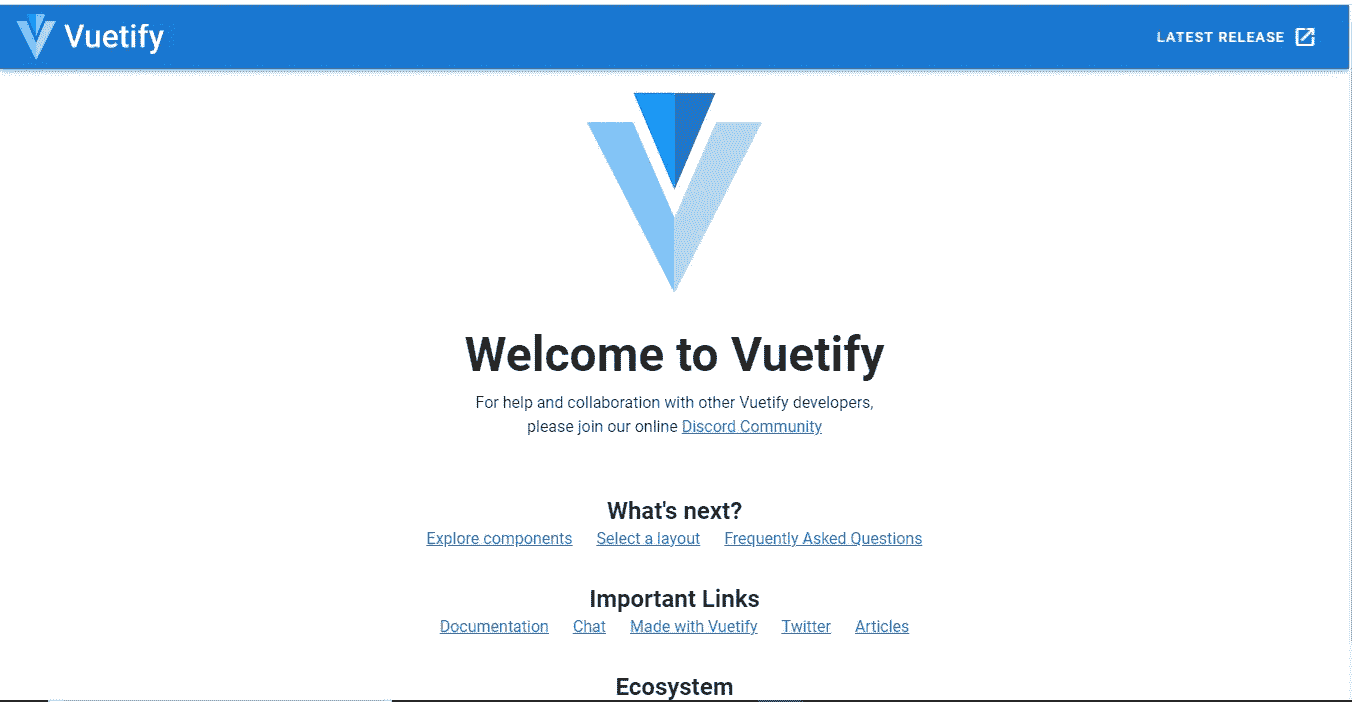 Vuetify
LATEST RELEASE
Welcome to Vuetify
For help and collaboration with other Vuetify developers,
please join our online Discord Community
What's next?
Explore components Select a layout Frequently Asked Questions
Important Links
Documentation Chat Made with Vuetify Twitter Articles
Ecosystem